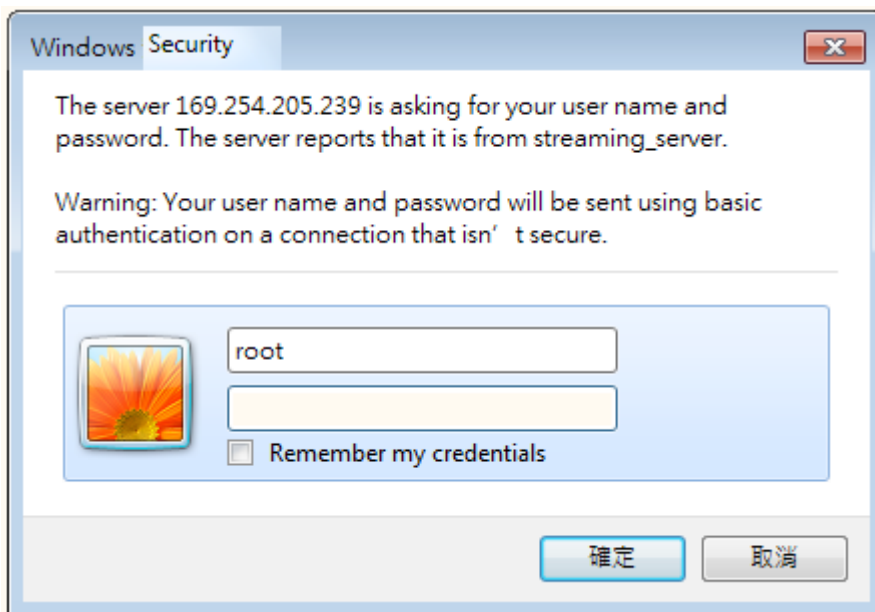 Windows Security
The server 169.254.205.239 is asking for your user name and
password. The server reports that it is from streaming_server.
Warning: Your user name and password will be sent using basic
authentication on a connection that isn’t secure.
root
Remember my credentials
確定 取消